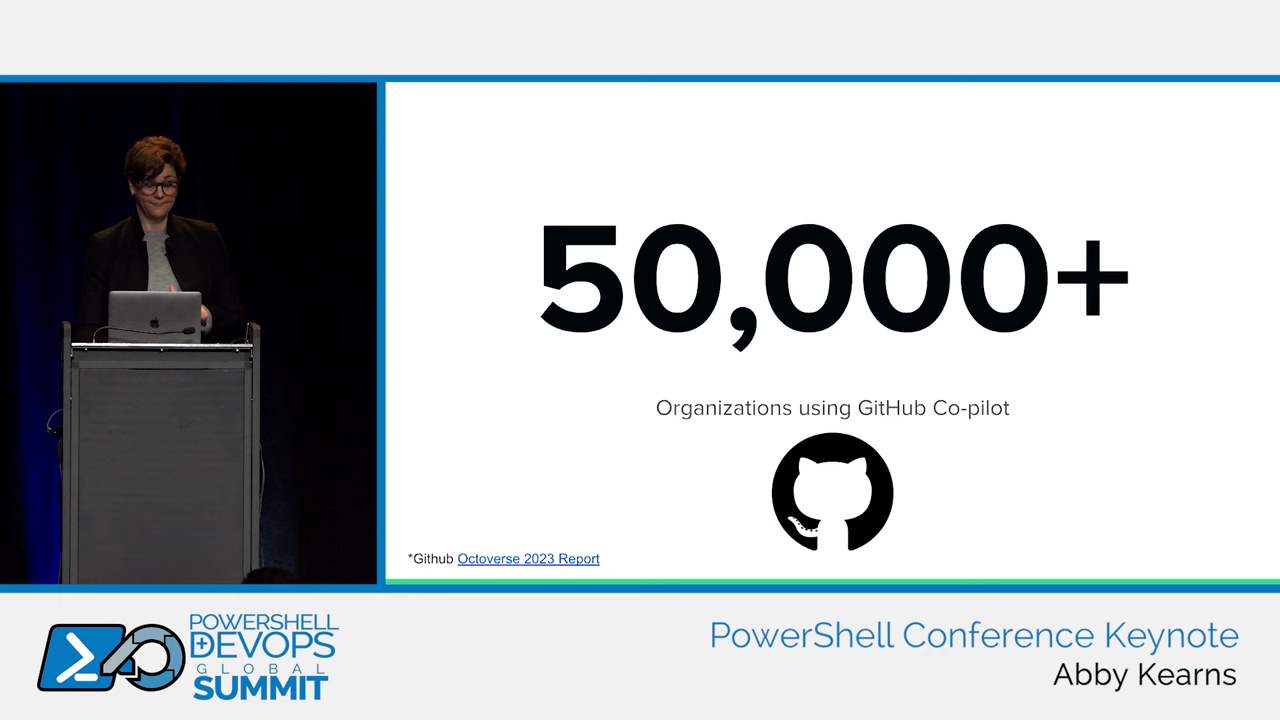 50,000+
Organizations using GitHub Co-pilot
*Github Octoverse 2023 Report
POWERSHELL
+DEVOPS
GLOBAL
SUMMIT
PowerShell Conference Keynote
Abby Kearns